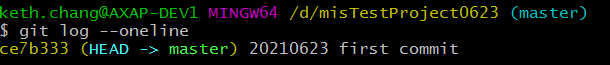 keth.chang@AXAP-DEV1 MINGW64 /d/misTestProject0623 (master)
$ git log --oneline
ce7b333 (HEAD -> master) 20210623 first commit